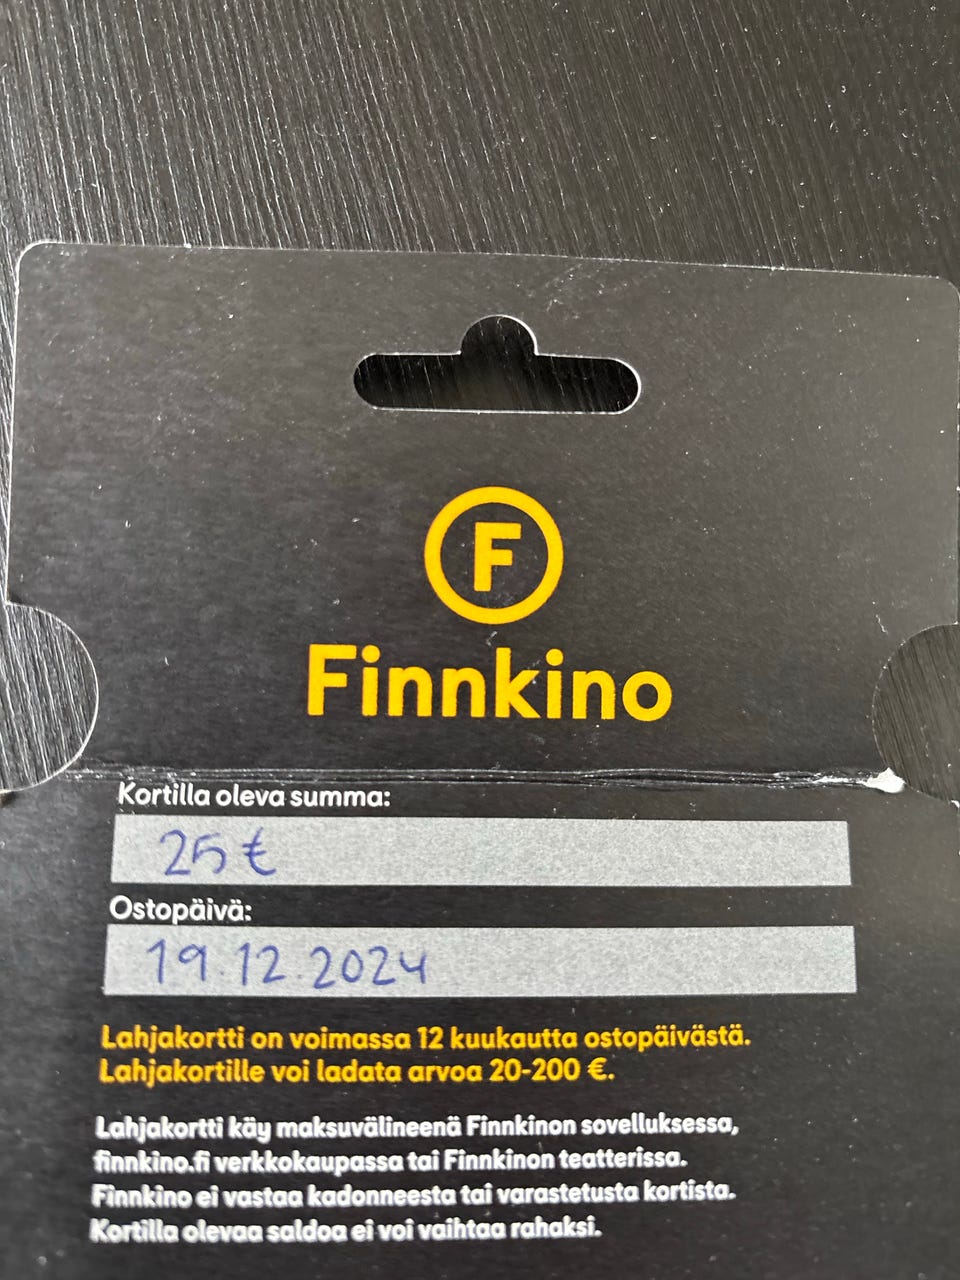 F
Finnkino
Kortilla oleva summa:
25 €
Ostopäivä:
19.12.2024
Lahjakortti on voimassa 12 kuukautta ostopäivästä.
Lahjakortille voi ladata arvoa 20-200 €.
Lahjakortti käy maksuvälineenä Finnkinon sovelluksessa,
finnkino.fi verkkokaupassa tai Finnkinon teatterissa.
Finnkino ei vastaa kadonneesta tai varastetusta kortista.
Kortilla olevaa saldoa ei voi vaihtaa rahaksi.